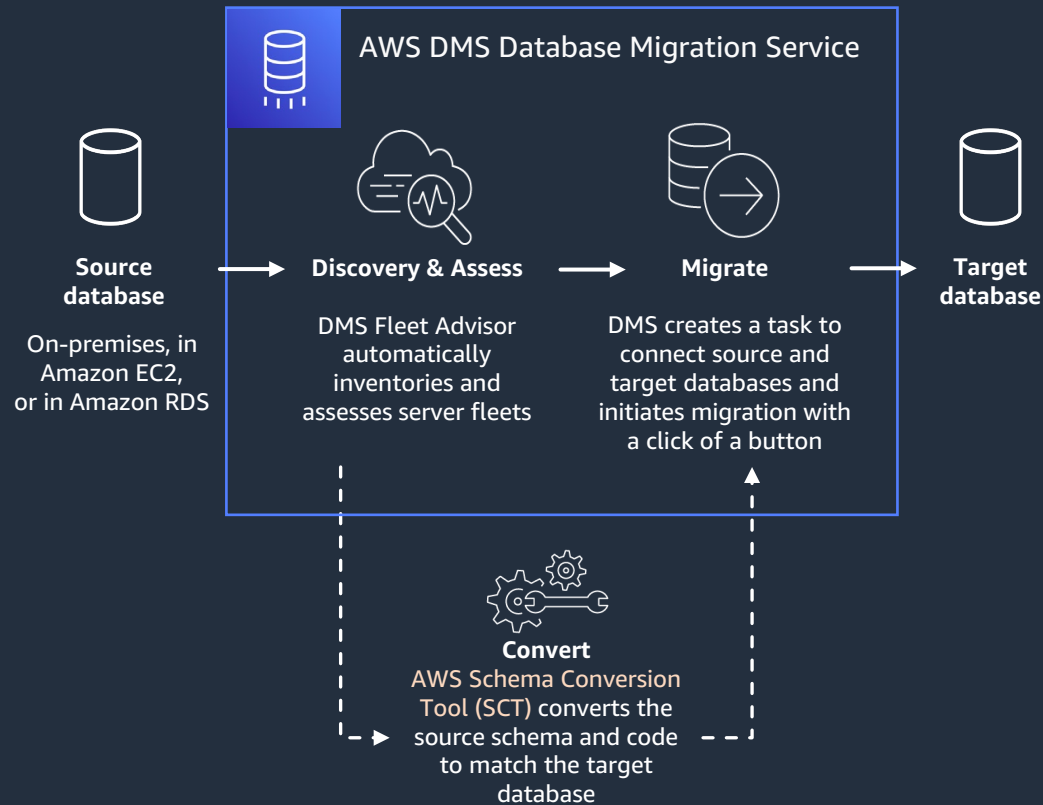 AWS DMS Database Migration Service
Source
database
On-premises, in
Amazon EC2,
or in Amazon RDS
Discovery & Assess
DMS Fleet Advisor
automatically
inventories and
assesses server fleets
Migrate
DMS creates a task to
connect source and
target databases and
initiates migration with
a click of a button
Target
database
Convert
AWS Schema Conversion
Tool (SCT) converts the
source schema and code
to match the target
database